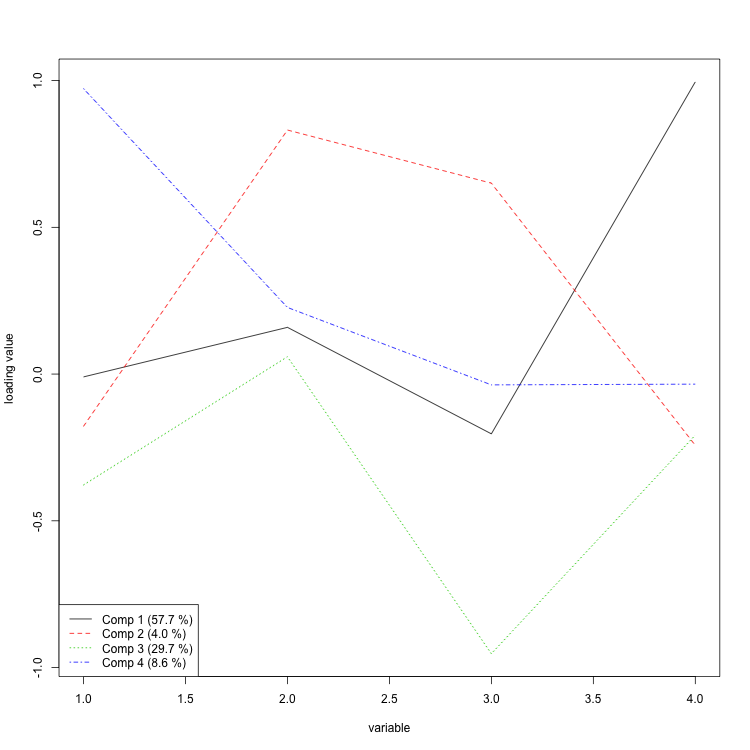 1.0
0.5
0.0
-0.5
-1.0
loading value
Comp 1 (57.7 %)
Comp 2 (4.0 %)
Comp 3 (29.7 %)
Comp 4 (8.6 %)
1.0 1.5 2.0 2.5 3.0 3.5 4.0
variable